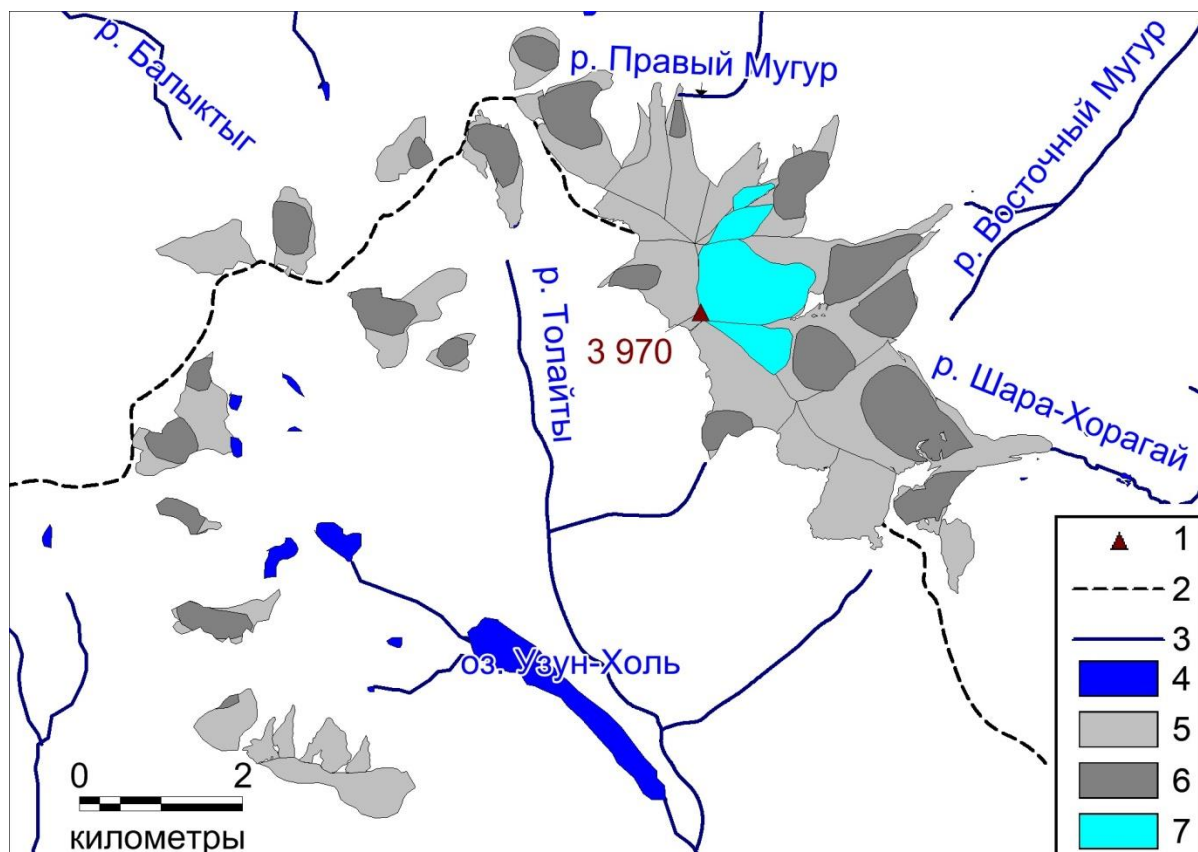 р. Балыктыг
р. Правый Мугур
р. Восточный Мугур
р. Толайты
3 970
р. Шара-Хорагай
оз. Узун-Холь
0 2
километры
1
2
3
4
5
6
7